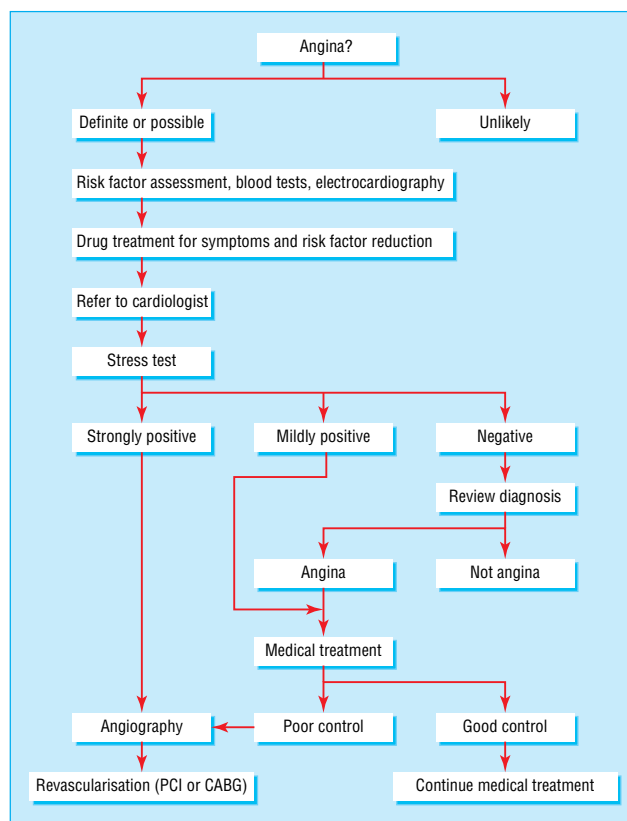 Angina?
Definite or possible
Unlikely
Risk factor assessment, blood tests, electrocardiography
Drug treatment for symptoms and risk factor reduction
Refer to cardiologist
Stress test
Strongly positive
Mildly positive
Negative
Review diagnosis
Angina
Not angina
Medical treatment
Angiography
Poor control
Good control
Revascularisation (PCI or CABG)
Continue medical treatment